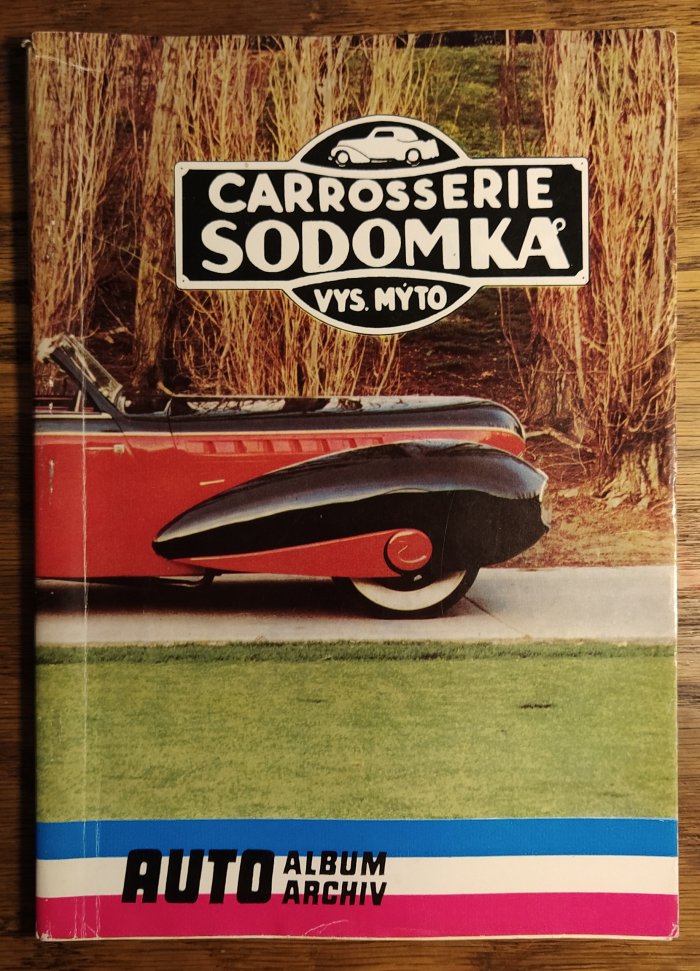 CARROSSERIE
SODOMKA
VYS. MÝTO
AUTO ALBUM
ARCHIV